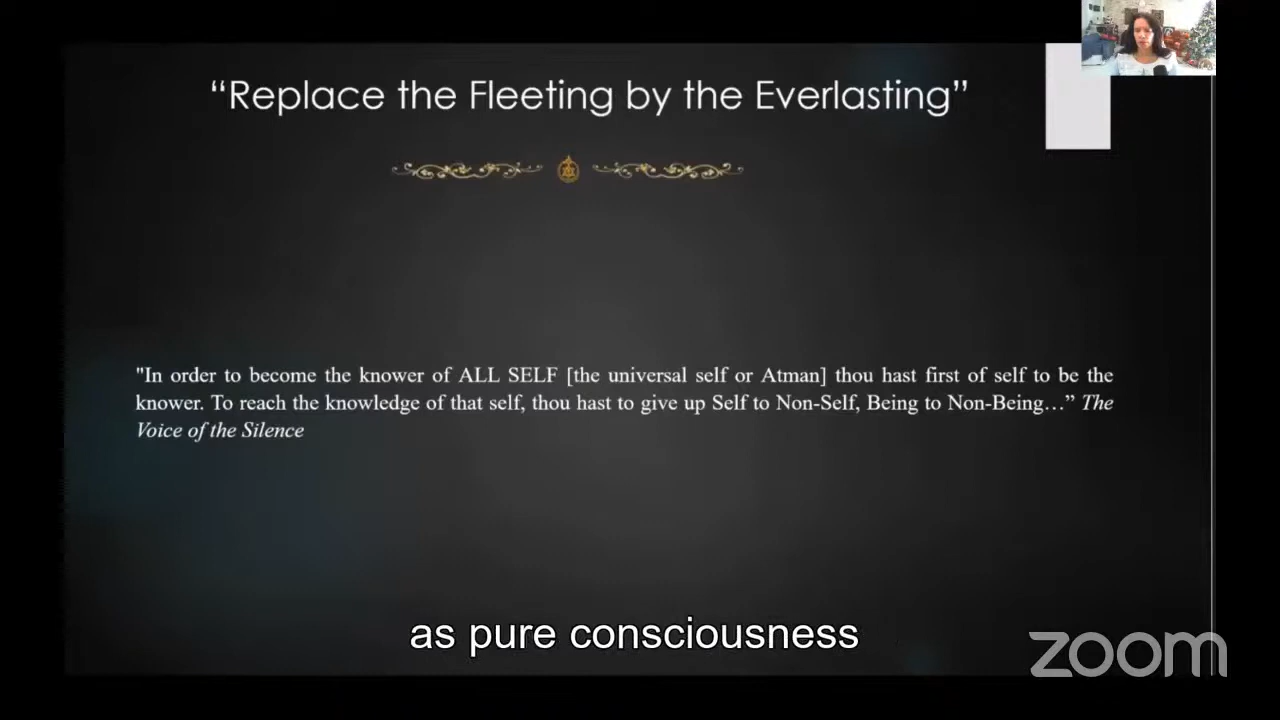 “Replace the Fleeting by the Everlasting”
"In order to become the knower of ALL SELF [the universal self or Atman] thou hast first of self to be the
knower. To reach the knowledge of that self, thou hast to give up Self to Non-Self, Being to Non-Being…” The
Voice of the Silence
as pure consciousness
zoom